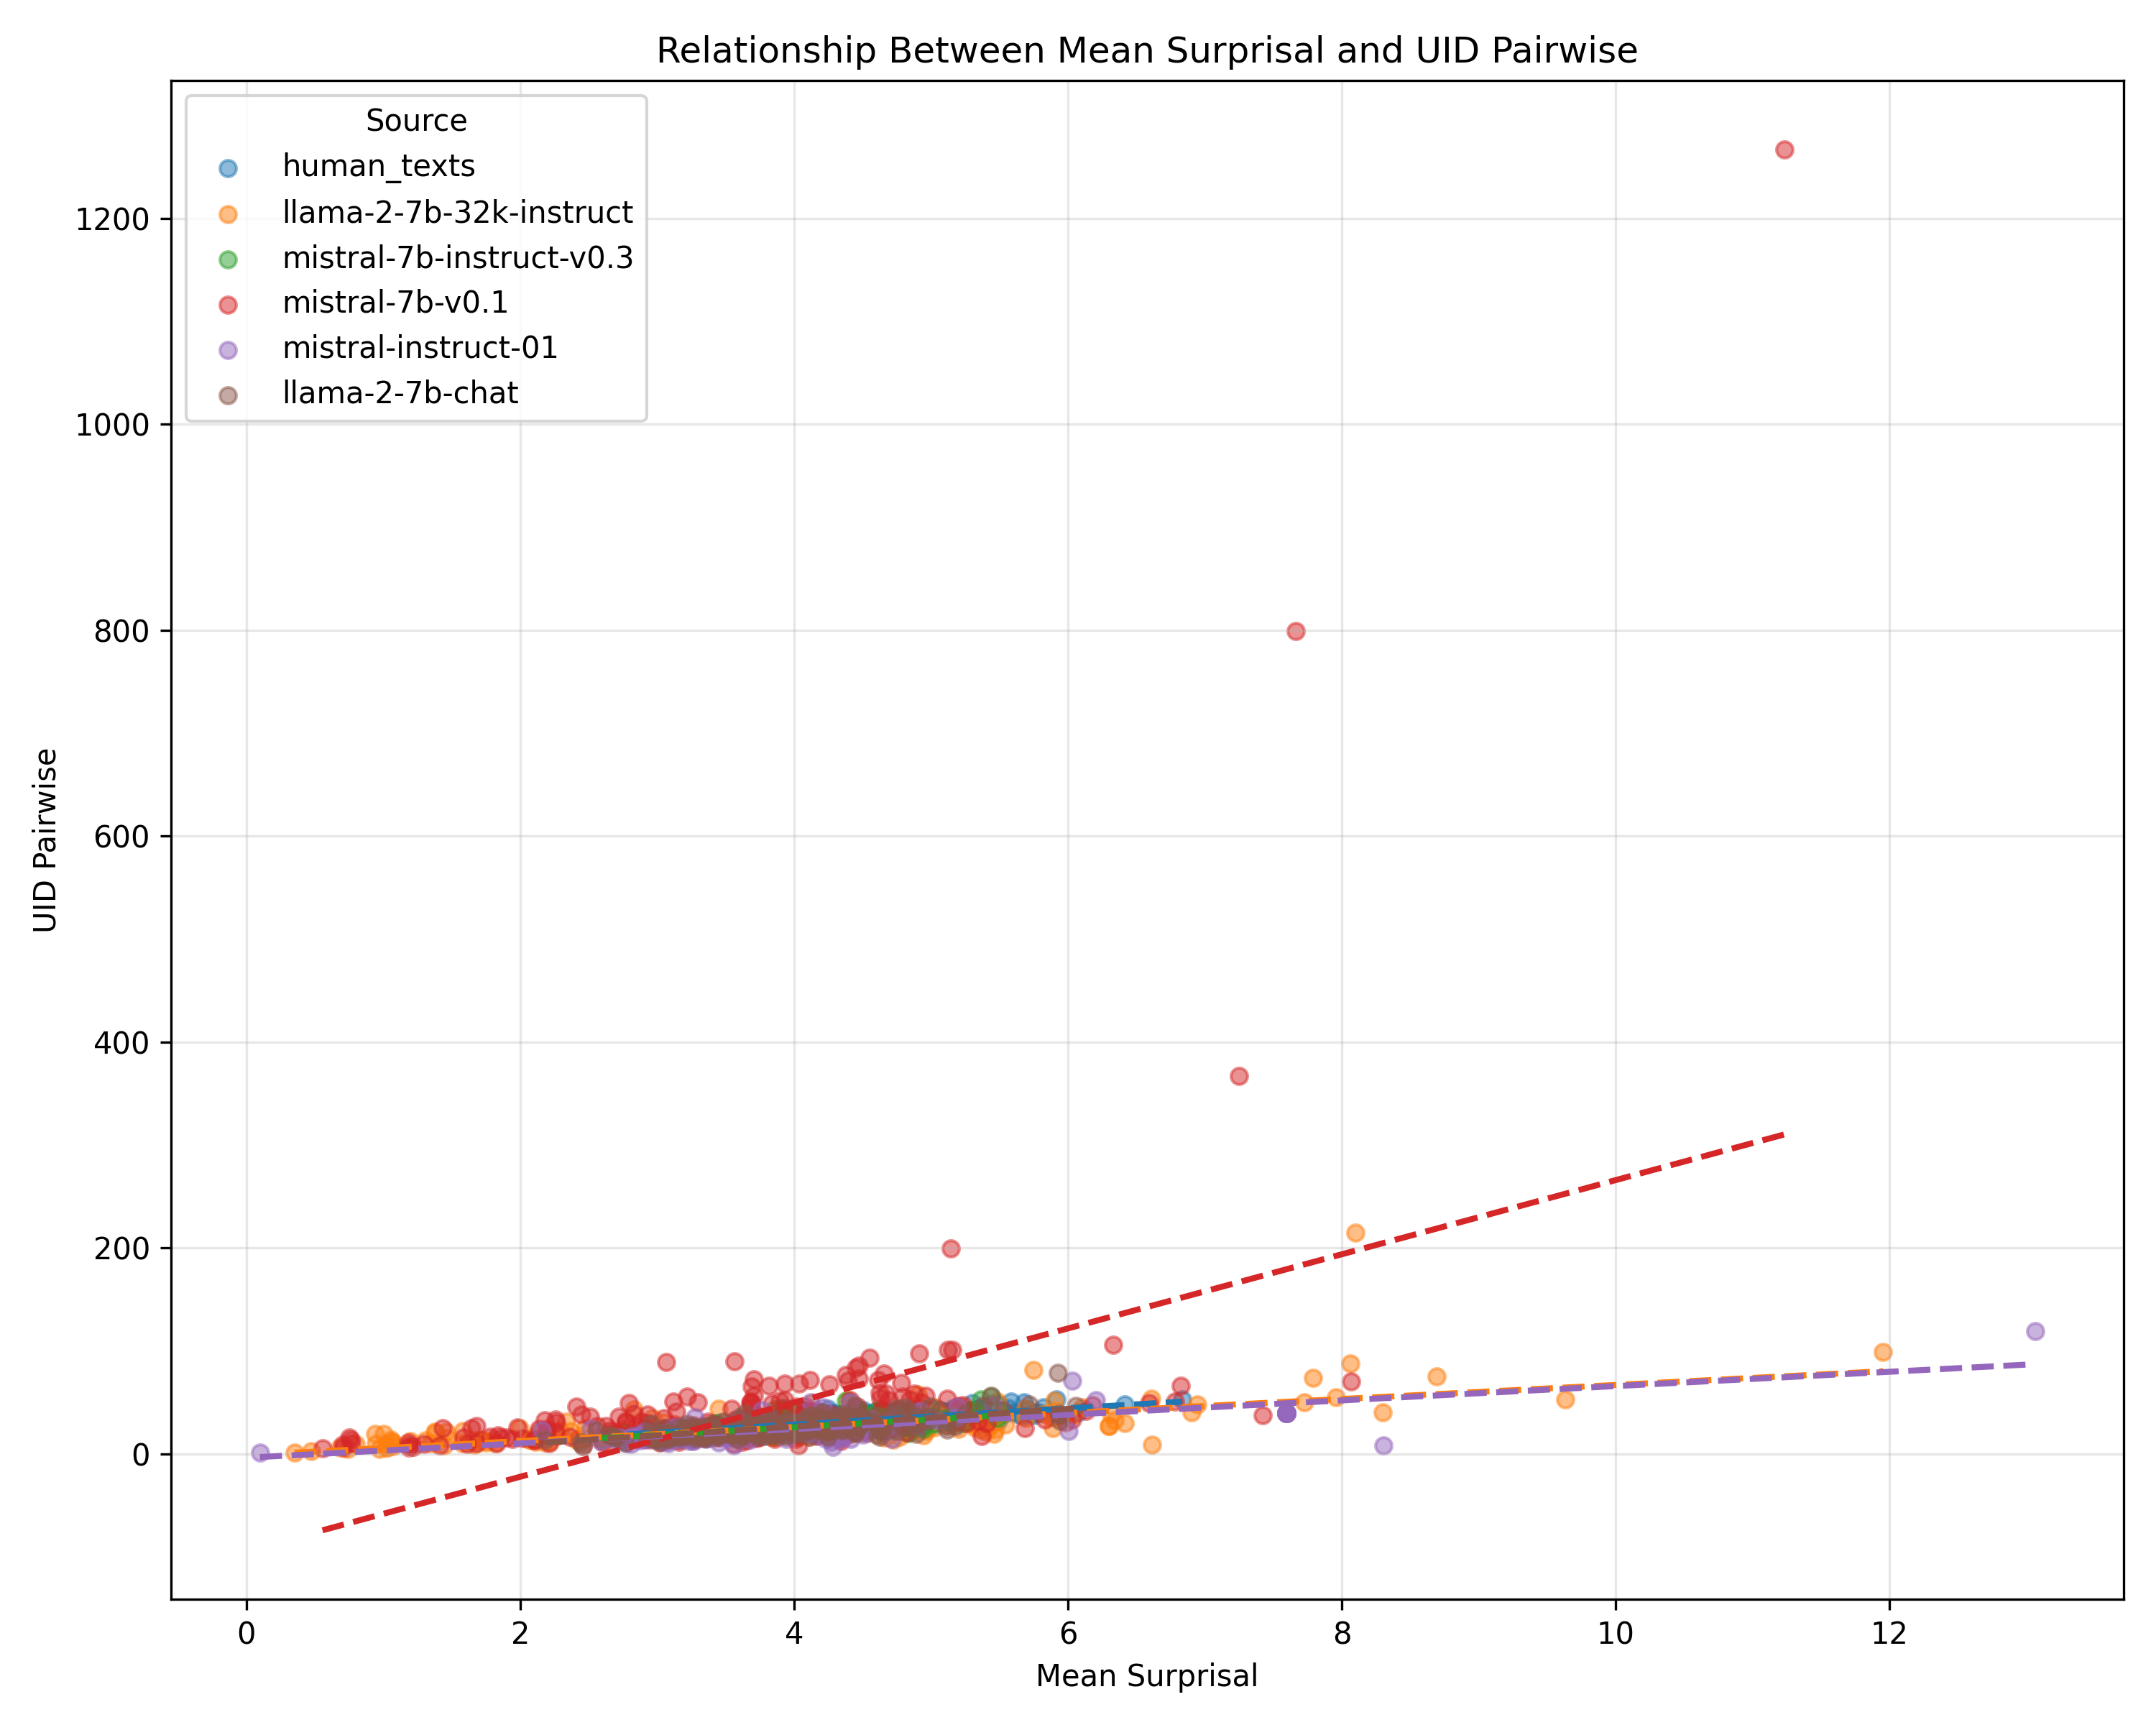 Relationship Between Mean Surprisal and UID Pairwise
Source
human_texts
llama-2-7b-32k-instruct
mistral-7b-instruct-v0.3
mistral-7b-v0.1
mistral-instruct-01
llama-2-7b-chat
UID Pairwise
1200
1000
800
600
400
200
0
0 2 4 6 8 10 12
Mean Surprisal